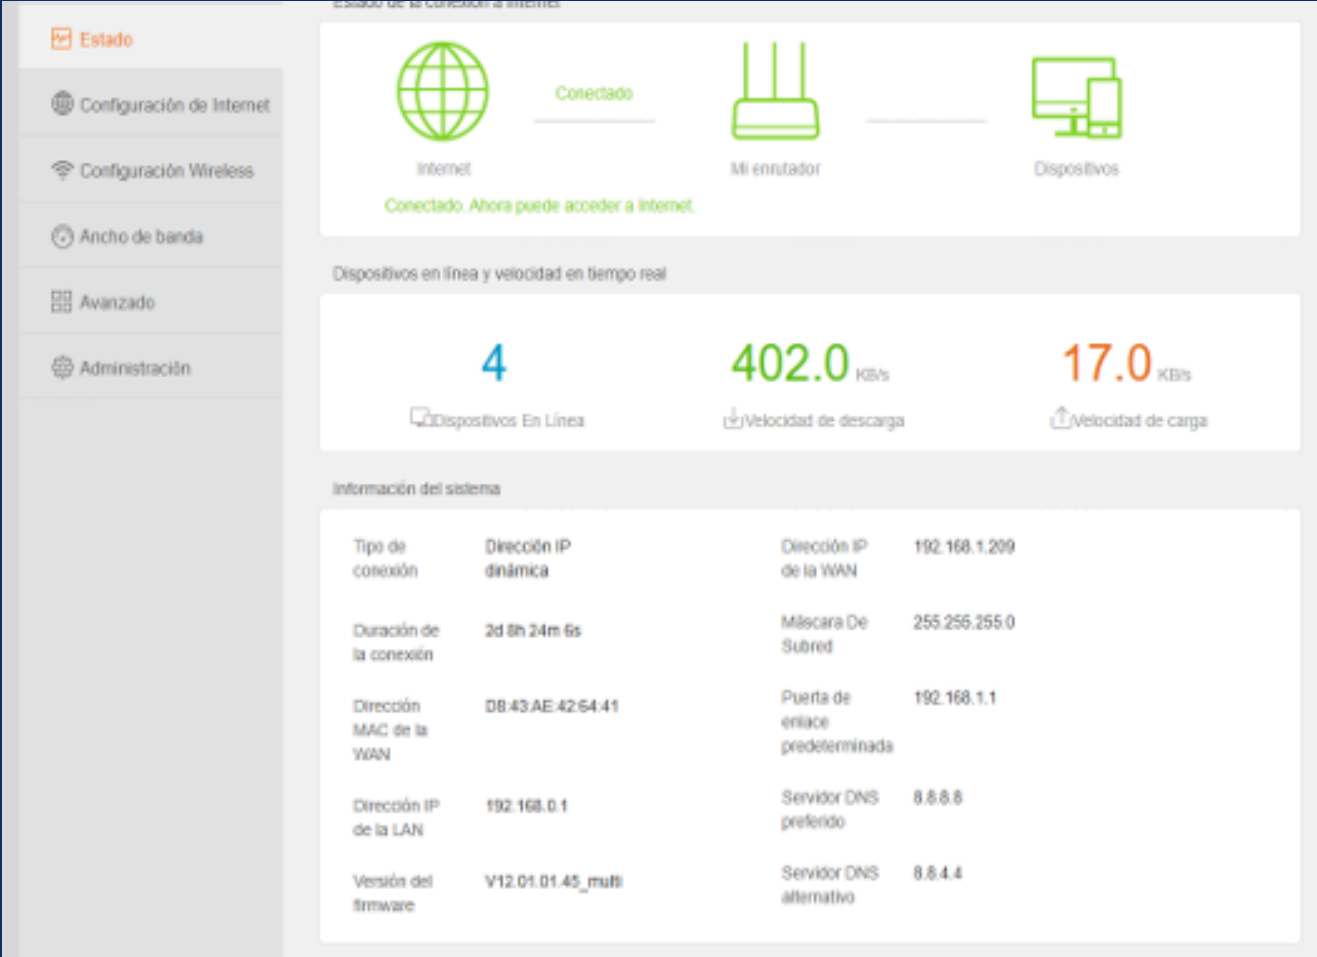 Estado de la conexión a Internet
Estado
Configuración de Internet
Configuración Wireless
Ancho de banda
Avanzado
Administración
Conectado
Internet
Mi enrutador
Dispositivos
Conectado. Ahora puede acceder a Internet.
Dispositivos en línea y velocidad en tiempo real
4
402.0 KB/s
17.0 KB/s
Dispositivos En Línea
Velocidad de descarga
Velocidad de carga
Información del sistema
Tipo de
conexión
Dirección IP
dinámica
Dirección IP
de la WAN
192.168.1.209
Duración de
la conexión
2d 8h 24m 6s
Máscara De
Subred
255.255.255.0
Dirección
MAC de la
WAN
D8:43:AE:42:64:41
Puerta de
enlace
predeterminada
192.168.1.1
Dirección IP
de la LAN
192.168.0.1
Servidor DNS
preferido
8.8.8.8
Versión del
firmware
V12.01.01.45_multi
Servidor DNS
alternativo
8.8.4.4